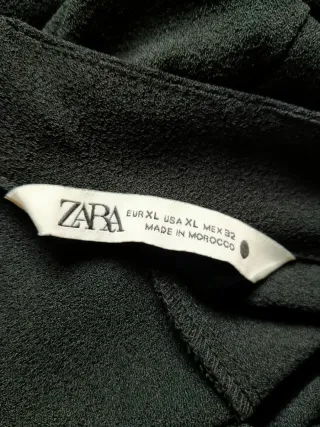 ZARA EUR XL USA XL MEX 32
MADE IN MOROCCO